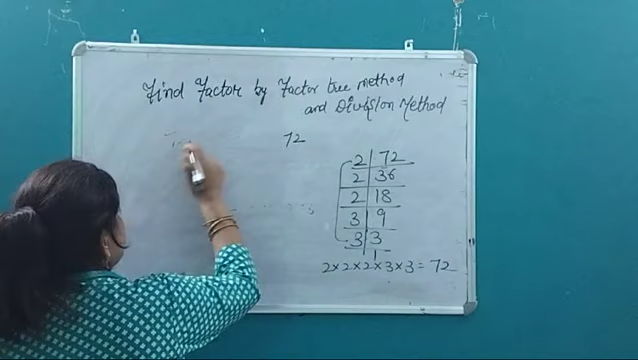 Find Factor by Factor tree method
and Division Method
72
2 | 72
2 | 36
2 | 18
3 | 9
3 | 3
1
2×2×2×3×3=72